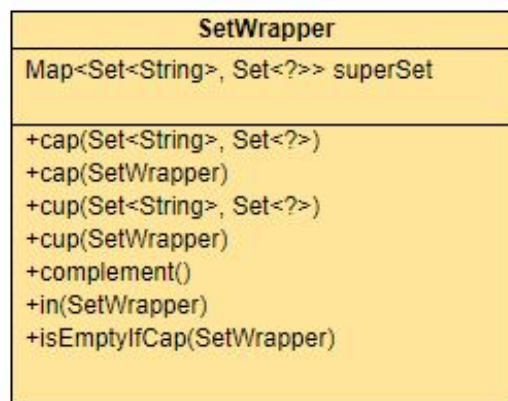 SetWrapper
Map<Set<String>, Set<?>> superSet
+cap(Set<String>, Set<?>)
+cap(SetWrapper)
+cup(Set<String>, Set<?>)
+cup(SetWrapper)
+complement()
+in(SetWrapper)
+isEmptyIfCap(SetWrapper)